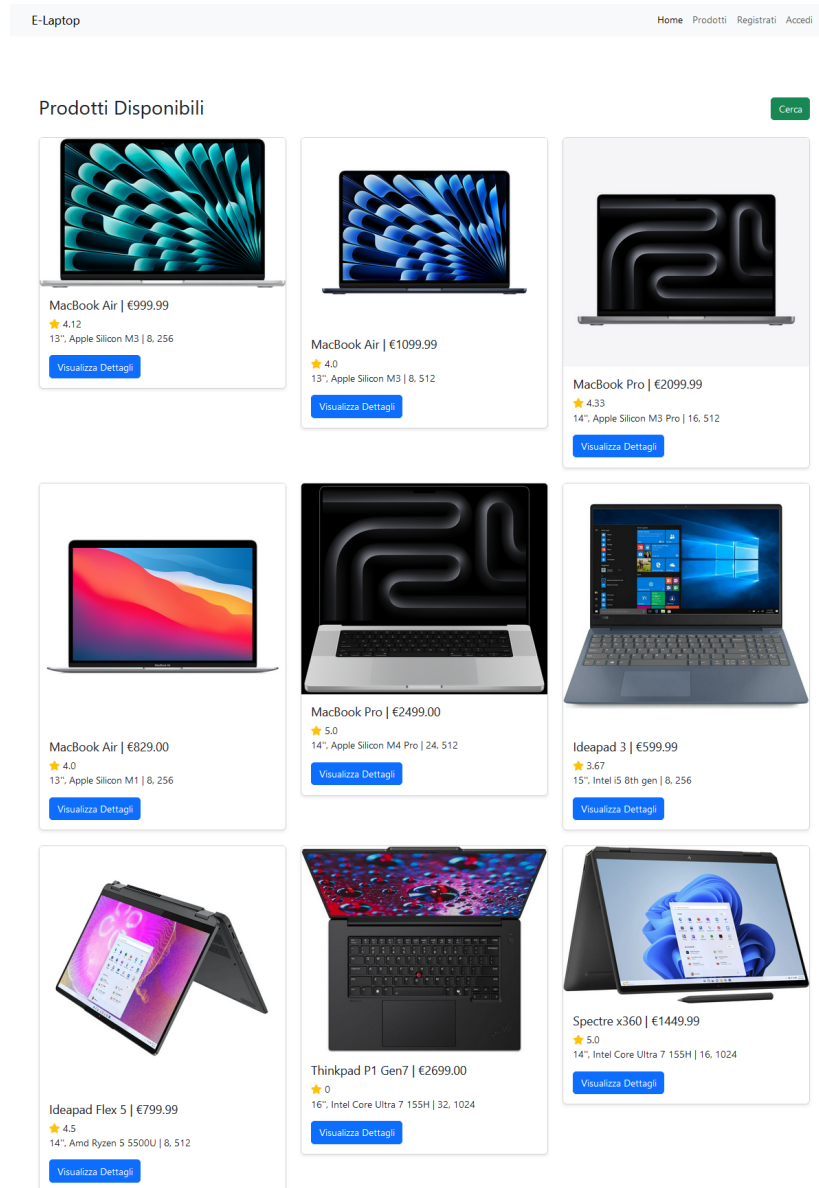 E-Laptop
Home Prodotti Registrati Accedi
Prodotti Disponibili
Cerca
MacBook Air | €999.99
4.12
13", Apple Silicon M3 | 8, 256
Visualizza Dettagli
MacBook Air | €1099.99
4.0
13", Apple Silicon M3 | 8, 512
Visualizza Dettagli
MacBook Pro | €2099.99
4.33
14", Apple Silicon M3 Pro | 16, 512
Visualizza Dettagli
MacBook Air | €829.00
4.0
13", Apple Silicon M1 | 8, 256
Visualizza Dettagli
MacBook Pro | €2499.00
5.0
14", Apple Silicon M4 Pro | 24, 512
Visualizza Dettagli
Ideapad 3 | €599.99
3.67
15", Intel i5 8th gen | 8, 256
Visualizza Dettagli
Ideapad Flex 5 | €799.99
4.5
14", Amd Ryzen 5 5500U | 8, 512
Visualizza Dettagli
Thinkpad P1 Gen7 | €2699.00
0
16", Intel Core Ultra 7 155H | 32, 1024
Visualizza Dettagli
Spectre x360 | €1449.99
5.0
14", Intel Core Ultra 7 155H | 16, 1024
Visualizza Dettagli